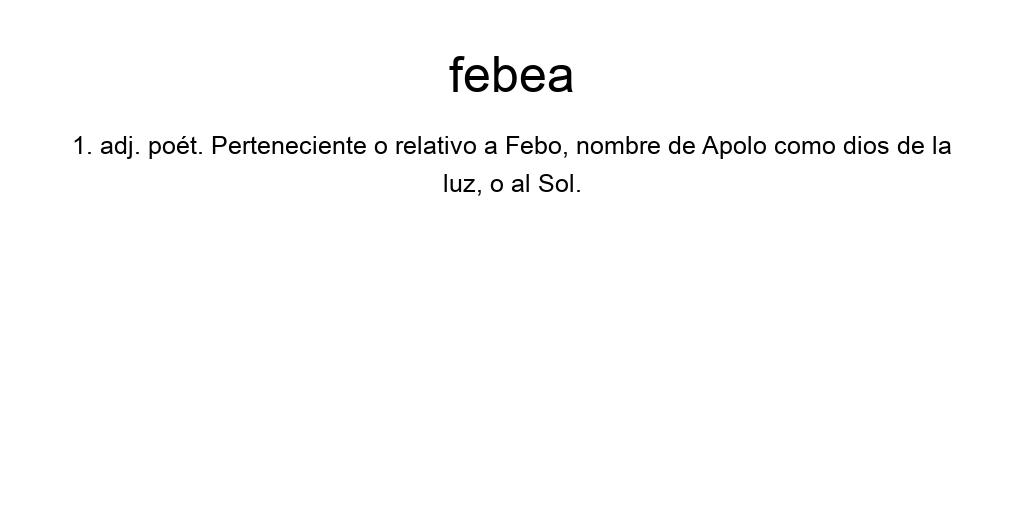 febea
1. adj. poét. Perteneciente o relativo a Febo, nombre de Apolo como dios de la
luz, o al Sol.